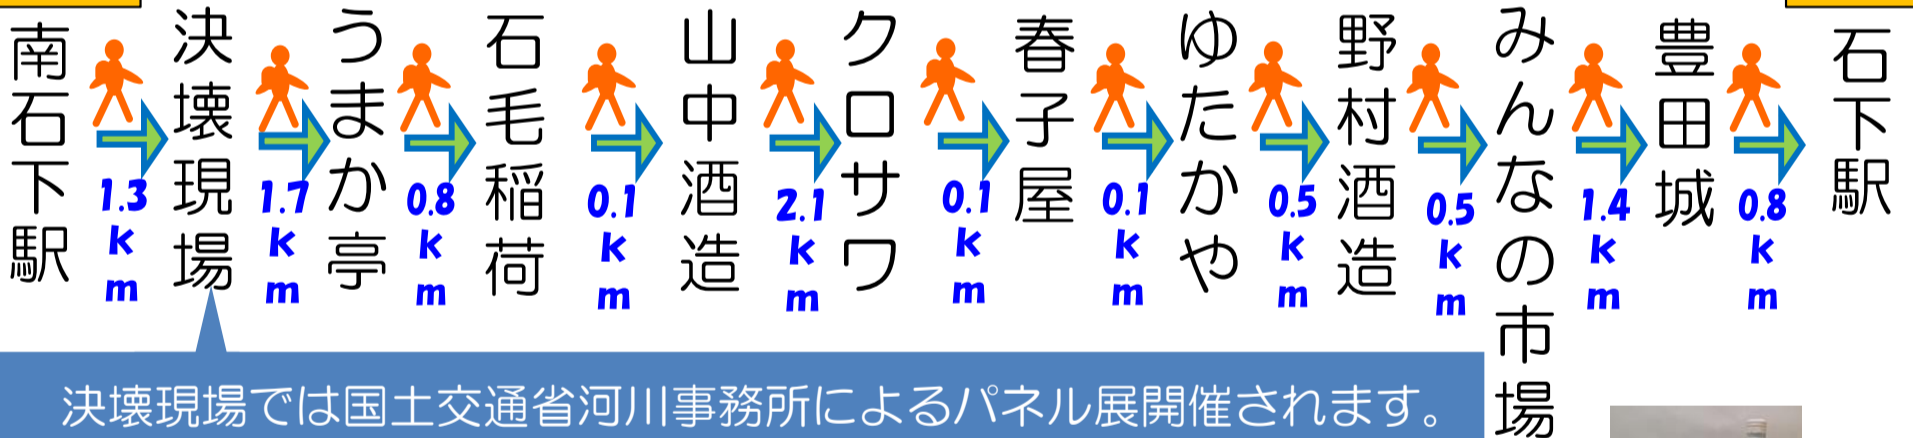 南石下駅
1.3km
決壊現場
1.7km
うまか亭
0.8km
石毛稲荷
0.1km
山中酒造
2.1km
クロサワ
0.1km
春子屋
0.1km
ゆたかや
0.5km
野村酒造
0.5km
みんなの市場
1.4km
豊田城
0.8km
石下駅
決壊現場では国土交通省河川事務所によるパネル展開催されます。